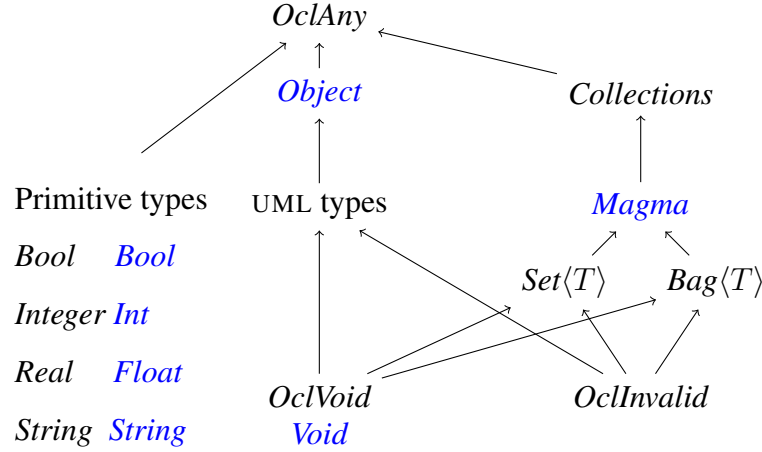 OclAny
Object
Collections
Primitive types
UML types
Magma
Bool Bool
Set⟨T⟩
Bag⟨T⟩
Integer Int
Real Float
OclVoid
OclInvalid
String String
Void